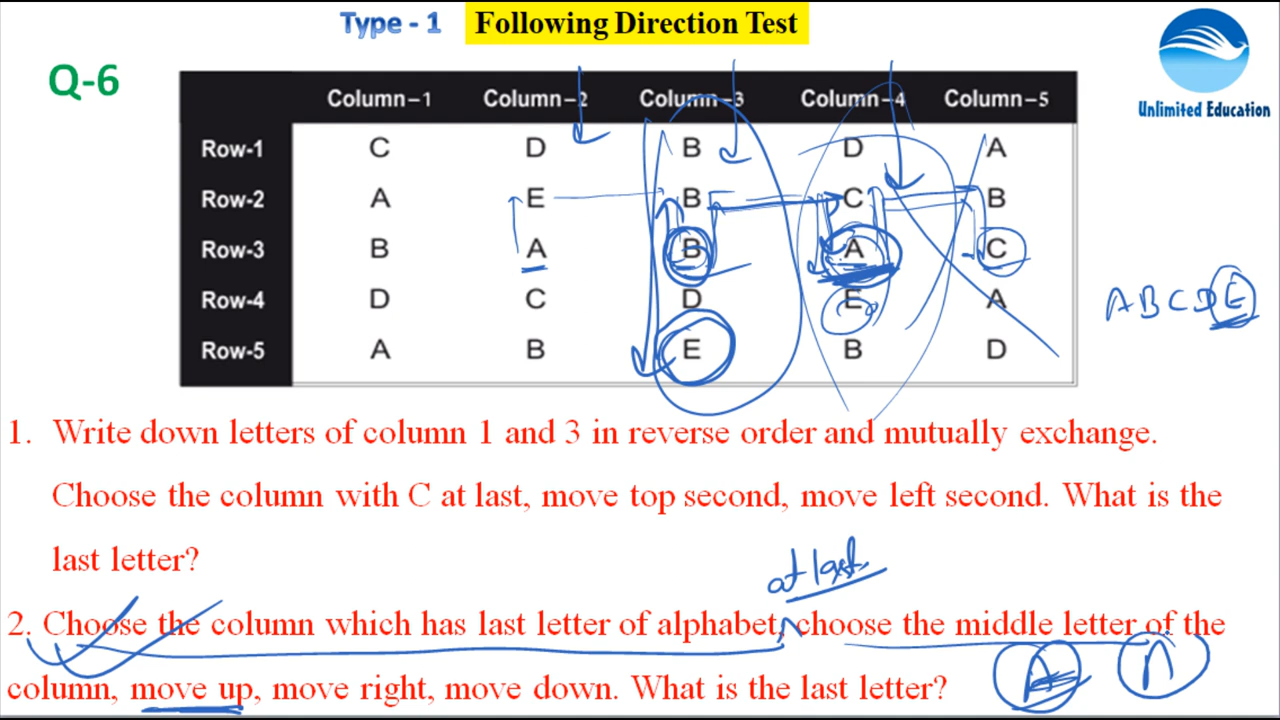 Type - 1 Following Direction Test
Q-6
Unlimited Education
Column-1 Column-2 Column-3 Column-4 Column-5
Row-1 C D B D A
Row-2 A E B C B
Row-3 B A B A C
Row-4 D C D E A
Row-5 A B E B D
A B C D E
1. Write down letters of column 1 and 3 in reverse order and mutually exchange.
Choose the column with C at last, move top second, move left second. What is the
last letter?
at last
2. Choose the column which has last letter of alphabet, choose the middle letter of the
column, move up, move right, move down. What is the last letter?
A